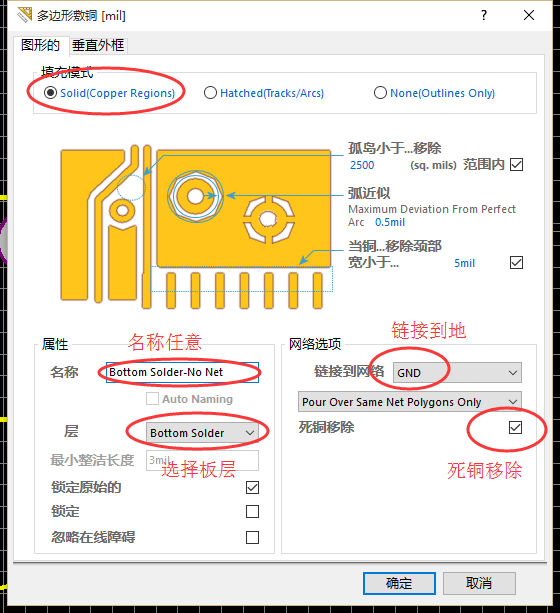 多边形敷铜 [mil]
图形的 垂直外框
填充模式
Solid(Copper Regions) Hatched(Tracks/Arcs) None(Outlines Only)
孤岛小于...移除
2500 (sq. mils) 范围内
弧近似
Maximum Deviation From Perfect
Arc 0.5mil
当铜...移除颈部
宽小于... 5mil
名称任意
链接到地
属性
网络选项
名称 Bottom Solder-No Net
链接到网络 GND
Auto Naming
Pour Over Same Net Polygons Only
层 Bottom Solder
死铜移除
最小整洁长度 3mil
选择板层
死铜移除
锁定原始的
锁定
忽略在线障碍
确定 取消